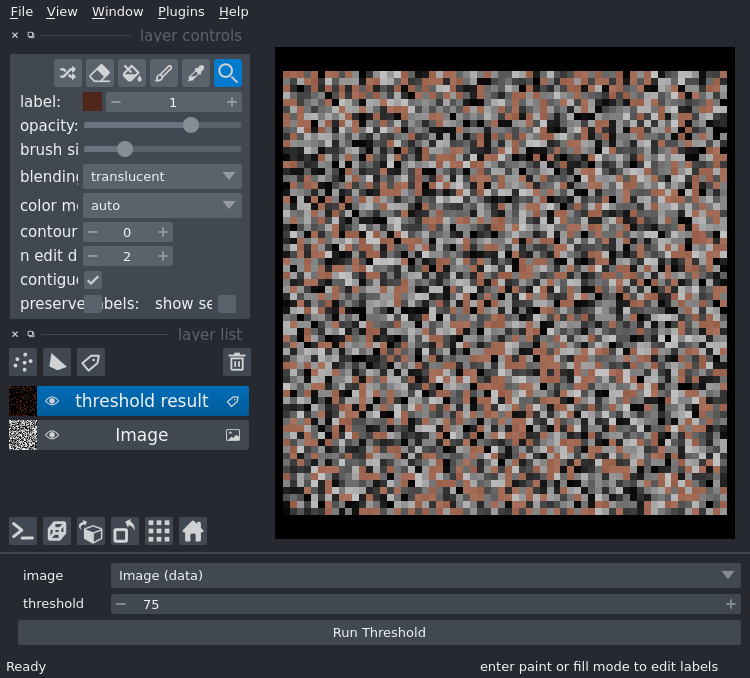 File View Window Plugins Help
layer controls
label: 1
opacity:
brush si
blending translucent
color m auto
contour 0
n edit d 2
contigu
preserve abels: show se
layer list
threshold result
Image
image Image (data)
threshold 75
Run Threshold
Ready enter paint or fill mode to edit labels